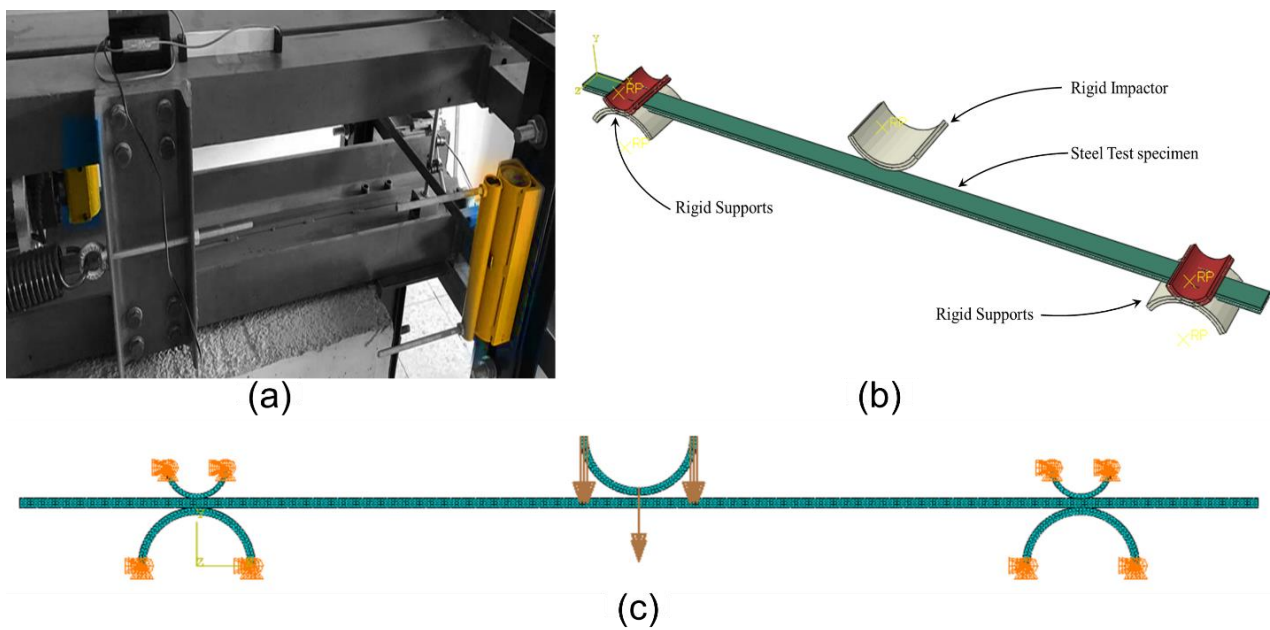 Y
Z
RP
RP
Rigid Impactor
RP
Steel Test specimen
Rigid Supports
RP
Rigid Supports
RP
(a)
(b)
Z
(c)